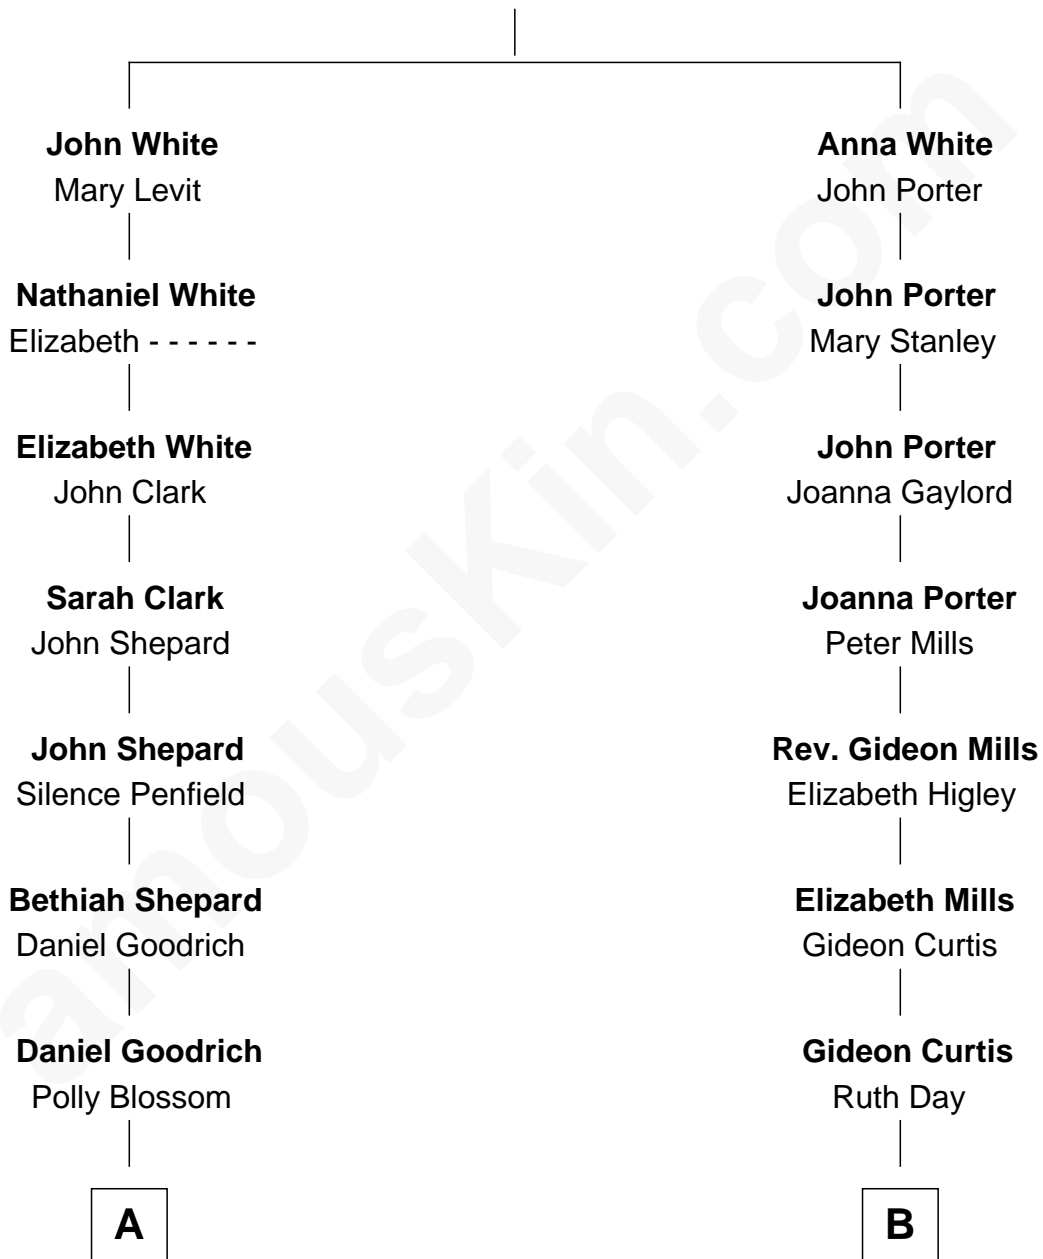 John White
Mary Levit
Nathaniel White
Elizabeth - - - - - -
Elizabeth White
John Clark
Sarah Clark
John Shepard
John Shepard
Silence Penfield
Bethiah Shepard
Daniel Goodrich
Daniel Goodrich
Polly Blossom
A
Anna White
John Porter
John Porter
Mary Stanley
John Porter
Joanna Gaylord
Joanna Porter
Peter Mills
Rev. Gideon Mills
Elizabeth Higley
Elizabeth Mills
Gideon Curtis
Gideon Curtis
Ruth Day
B
amousKin.com